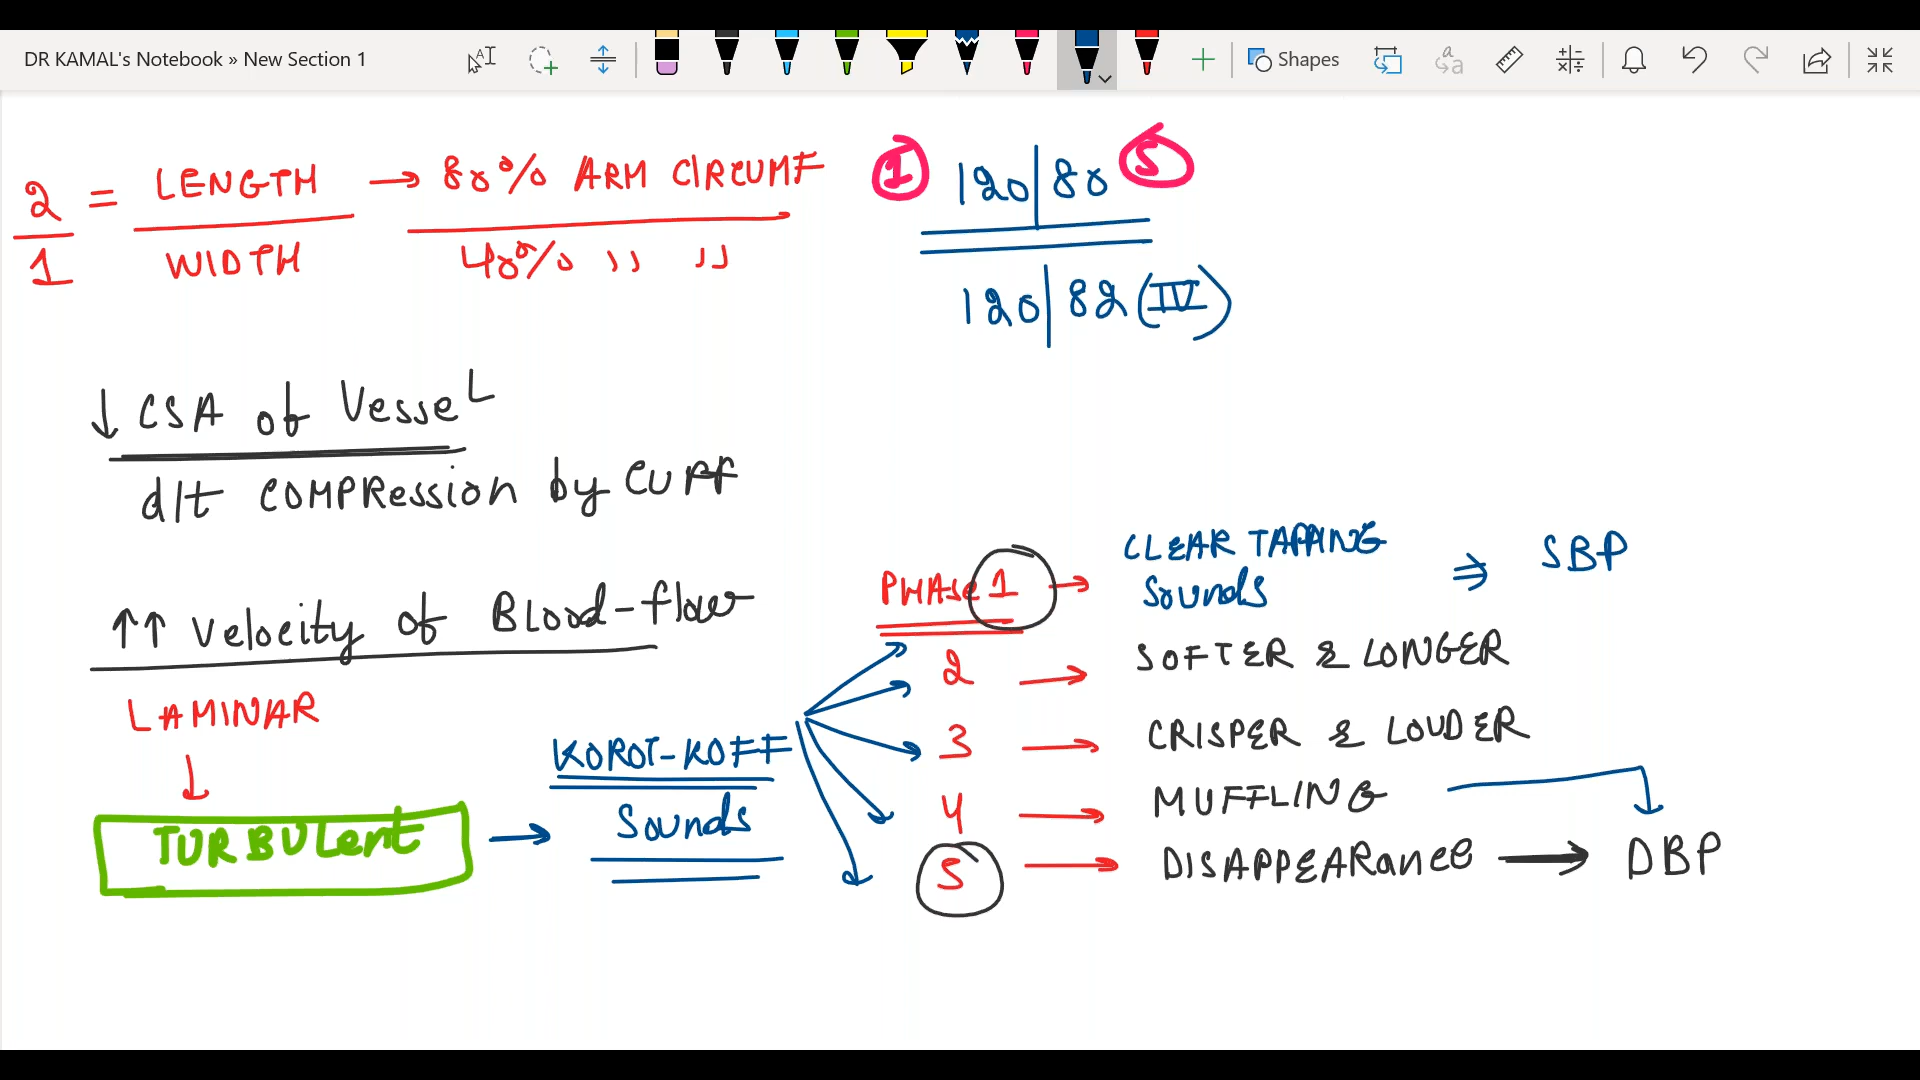 DR KAMAL's Notebook » New Section 1
Shapes
2 = LENGTH → 80% ARM CIRCUMF
1 WIDTH 40% ,, ,,
1 120/80 5
120/82 (IV)
↓ CSA of Vessel
d/t COMPRession by CUFF
↑↑ Velocity of Blood-flow
LAMINAR
↓
TURBULent → KOROT-KOFF
Sounds
PHASE 1 → CLEAR TAPPING
Sounds ⇒ SBP
2 → SOFTER & LONGER
3 → CRISPER & LOUDER
4 → MUFFLING
5 → DISAPPEARance → DBP